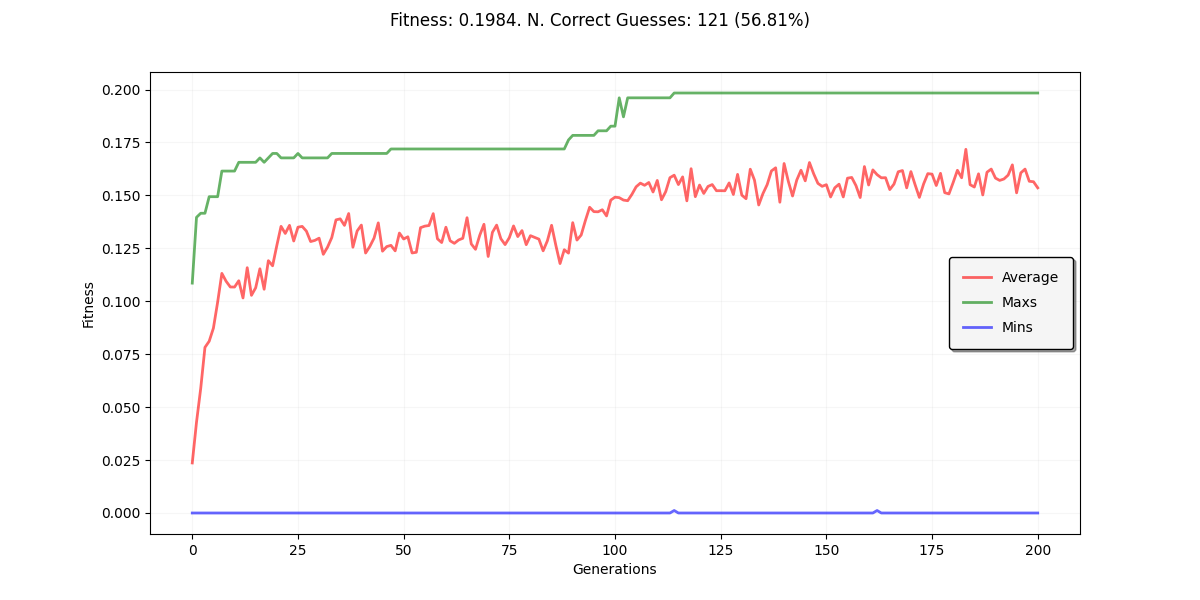 Fitness: 0.1984. N. Correct Guesses: 121 (56.81%)
0.200
0.175
0.150
0.125
0.100
0.075
0.050
0.025
0.000
Fitness
Average
Maxs
Mins
0 25 50 75 100 125 150 175 200
Generations